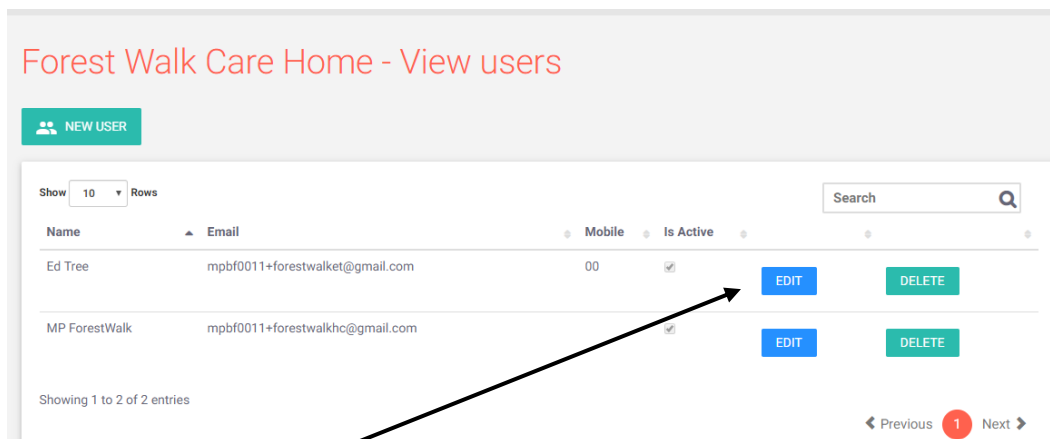 Forest Walk Care Home - View users
NEW USER
Show 10 Rows
Search
Name Email Mobile Is Active
Ed Tree mpbf0011+forestwalket@gmail.com 00 EDIT DELETE
MP ForestWalk mpbf0011+forestwalkhc@gmail.com EDIT DELETE
Showing 1 to 2 of 2 entries
Previous 1 Next